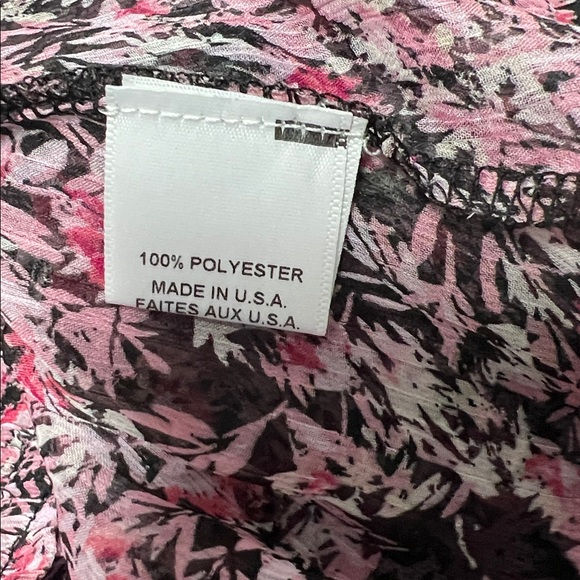 100% POLYESTER
MADE IN U.S.A.
FAITES AUX U.S.A.